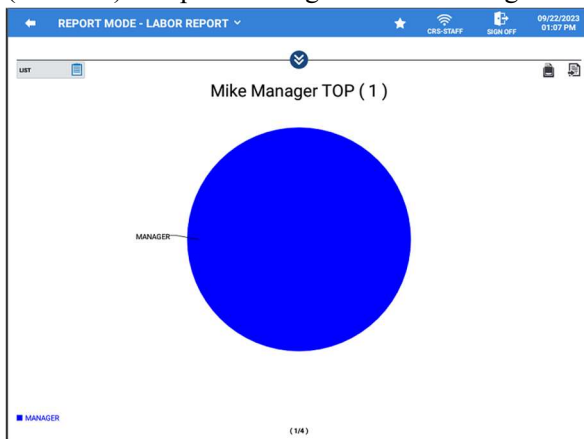 REPORT MODE - LABOR REPORT
CRS-STAFF
SIGN OFF
09/22/2023
01:07 PM
LIST
Mike Manager TOP ( 1 )
MANAGER
MANAGER
( 1/4 )